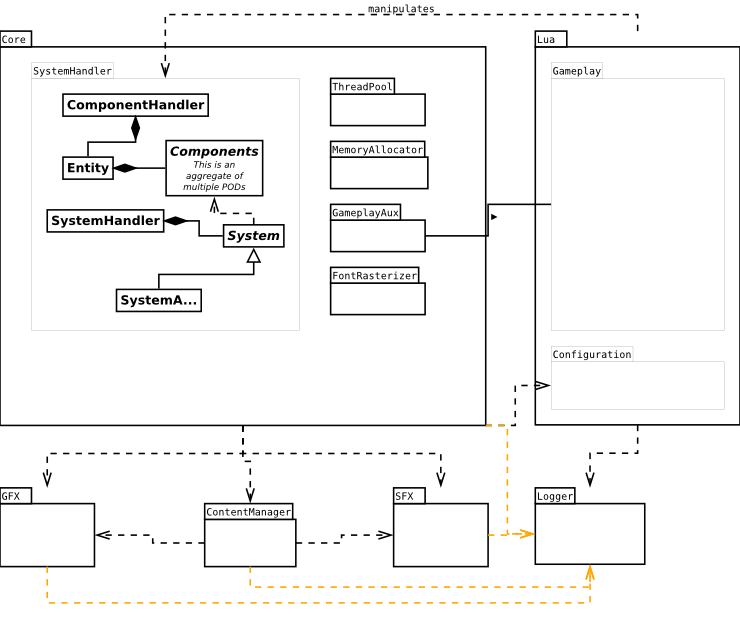 manipulates
Core
Lua
SystemHandler
Gameplay
ComponentHandler
ThreadPool
Components
This is an
aggregate of
multiple PODs
Entity
MemoryAllocator
SystemHandler
System
GameplayAux
SystemA...
FontRasterizer
Configuration
GFX
ContentManager
SFX
Logger